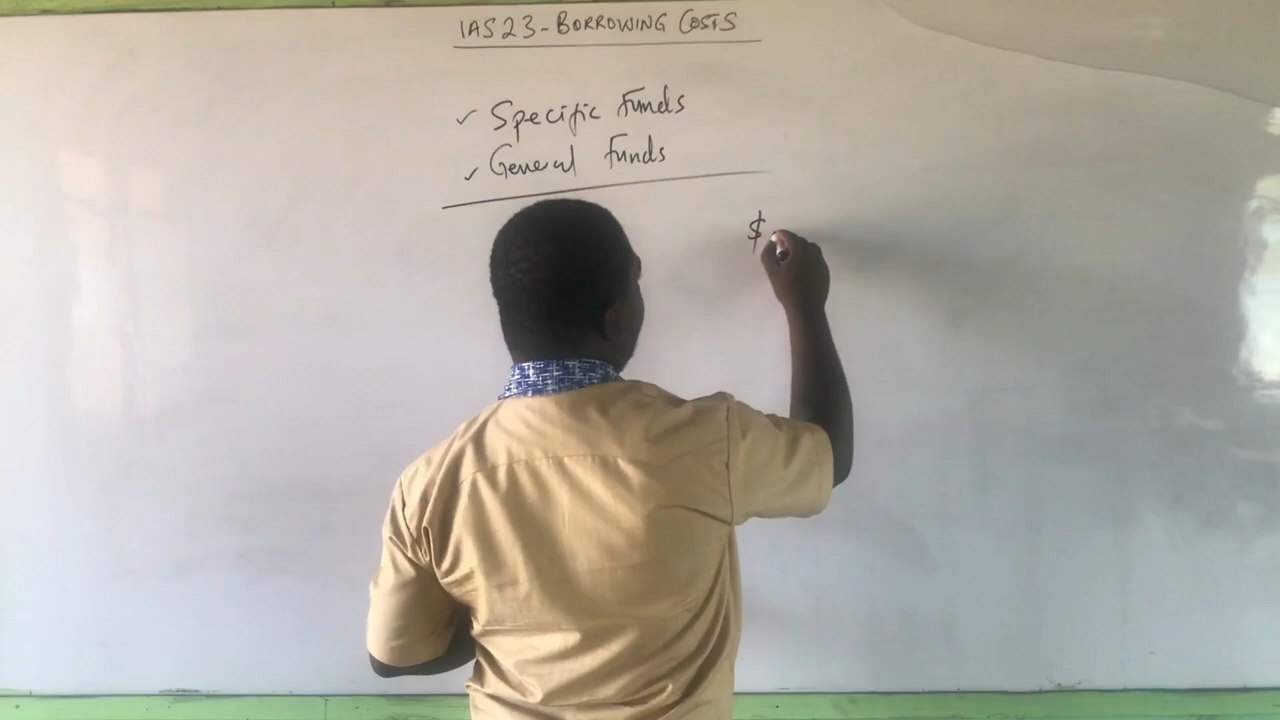 IAS 23 - BORROWING COSTS
✓ Specific Funds
✓ General Funds
$